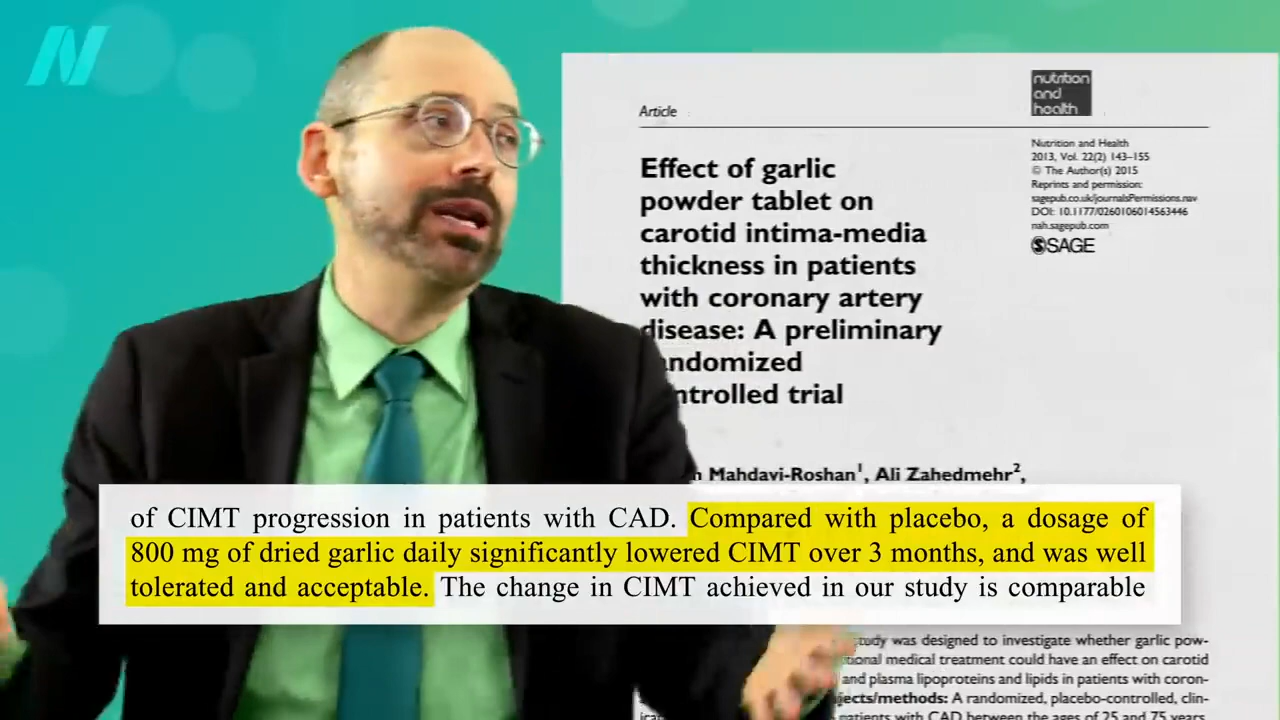 N
nutrition
and
health
Article
Nutrition and Health
2013, Vol. 22(2) 143–155
© The Author(s) 2015
Reprints and permission:
sagepub.co.uk/journalsPermissions.nav
DOI: 10.1177/0260106014563446
nah.sagepub.com
SAGE
Effect of garlic
powder tablet on
carotid intima-media
thickness in patients
with coronary artery
disease: A preliminary
andomized
ntrolled trial
Mahdavi-Roshan1, Ali Zahedmehr2,
of CIMT progression in patients with CAD. Compared with placebo, a dosage of
800 mg of dried garlic daily significantly lowered CIMT over 3 months, and was well
tolerated and acceptable. The change in CIMT achieved in our study is comparable
study was designed to investigate whether garlic pow-
tional medical treatment could have an effect on carotid
and plasma lipoproteins and lipids in patients with coron-
jects/methods: A randomized, placebo-controlled, clin-
patients with CAD between the ages of 25 and 75 years